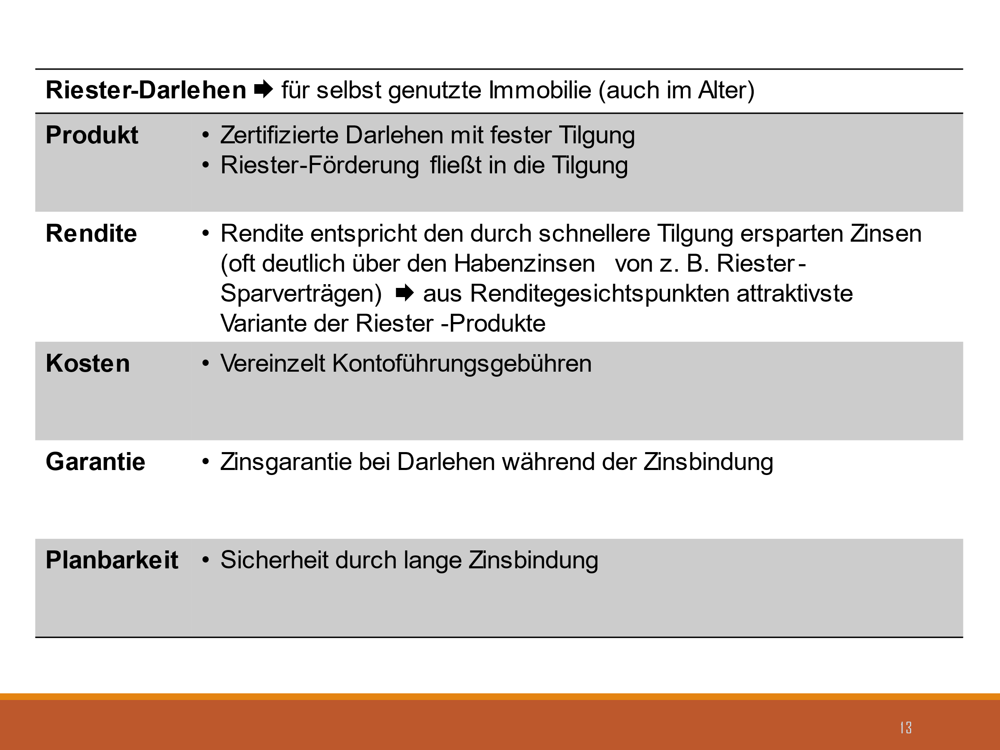 Riester-Darlehen 🡆 für selbst genutzte Immobilie (auch im Alter)
Produkt
• Zertifizierte Darlehen mit fester Tilgung
• Riester-Förderung fließt in die Tilgung
Rendite
• Rendite entspricht den durch schnellere Tilgung ersparten Zinsen
(oft deutlich über den Habenzinsen von z. B. Riester-
Sparverträgen) 🡆 aus Renditegesichtspunkten attraktivste
Variante der Riester -Produkte
Kosten
• Vereinzelt Kontoführungsgebühren
Garantie
• Zinsgarantie bei Darlehen während der Zinsbindung
Planbarkeit
• Sicherheit durch lange Zinsbindung
13